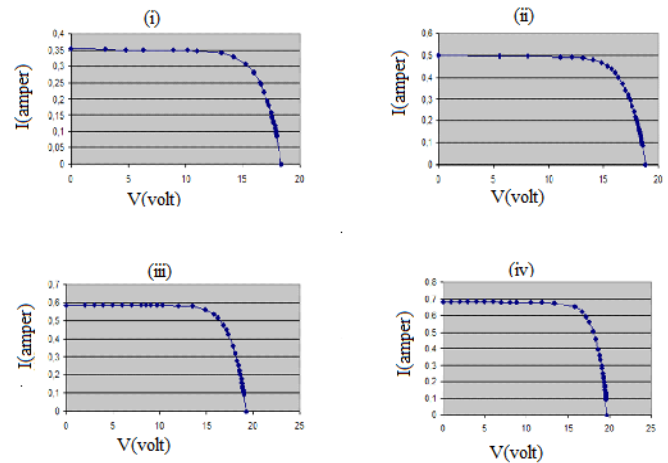 (i)
I(amper)
0,4
0,35
0,3
0,25
0,2
0,15
0,1
0,05
0
0 5 10 15 20
V(volt)
(ii)
I(amper)
0.6
0.5
0.4
0.3
0.2
0.1
0
0 5 10 15 20
V(volt)
(iii)
I(amper)
0,7
0,6
0,5
0,4
0,3
0,2
0,1
0
0 5 10 15 20 25
V(volt)
(iv)
I(amper)
0.8
0.7
0.6
0.5
0.4
0.3
0.2
0.1
0
0 5 10 15 20 25
V(volt)